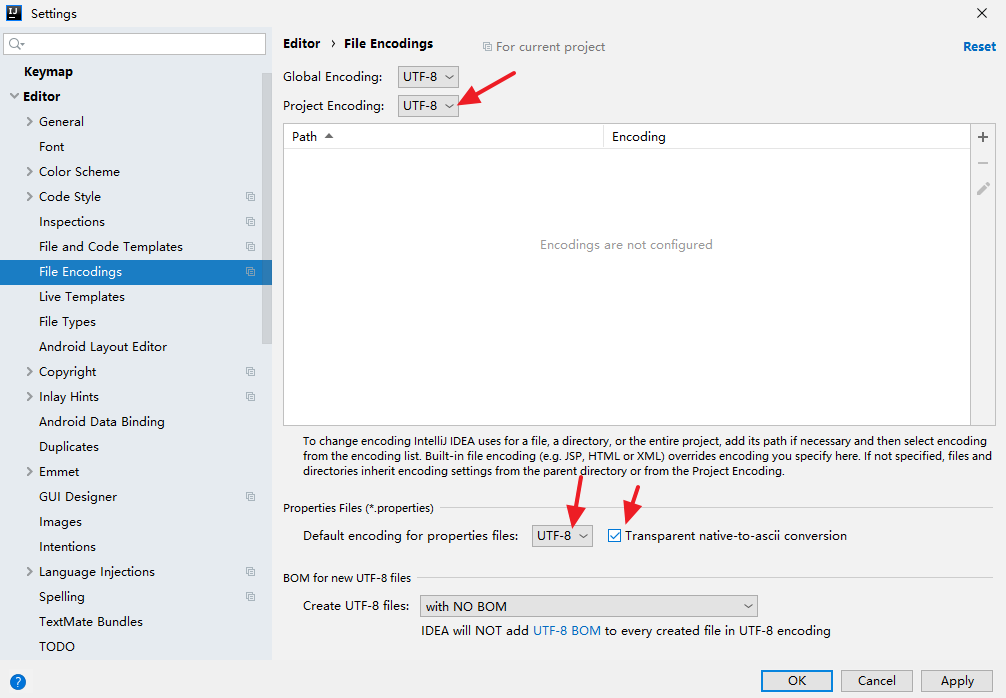 IJ Settings
Keymap
Editor
General
Font
Color Scheme
Code Style
Inspections
File and Code Templates
File Encodings
Live Templates
File Types
Android Layout Editor
Copyright
Inlay Hints
Android Data Binding
Duplicates
Emmet
GUI Designer
Images
Intentions
Language Injections
Spelling
TextMate Bundles
TODO
Editor › File Encodings For current project Reset
Global Encoding: UTF-8
Project Encoding: UTF-8
Path Encoding
Encodings are not configured
To change encoding IntelliJ IDEA uses for a file, a directory, or the entire project, add its path if necessary and then select encoding
from the encoding list. Built-in file encoding (e.g. JSP, HTML or XML) overrides encoding you specify here. If not specified, files and
directories inherit encoding settings from the parent directory or from the Project Encoding.
Properties Files (*.properties)
Default encoding for properties files: UTF-8 Transparent native-to-ascii conversion
BOM for new UTF-8 files
Create UTF-8 files: with NO BOM
IDEA will NOT add UTF-8 BOM to every created file in UTF-8 encoding
? OK Cancel Apply